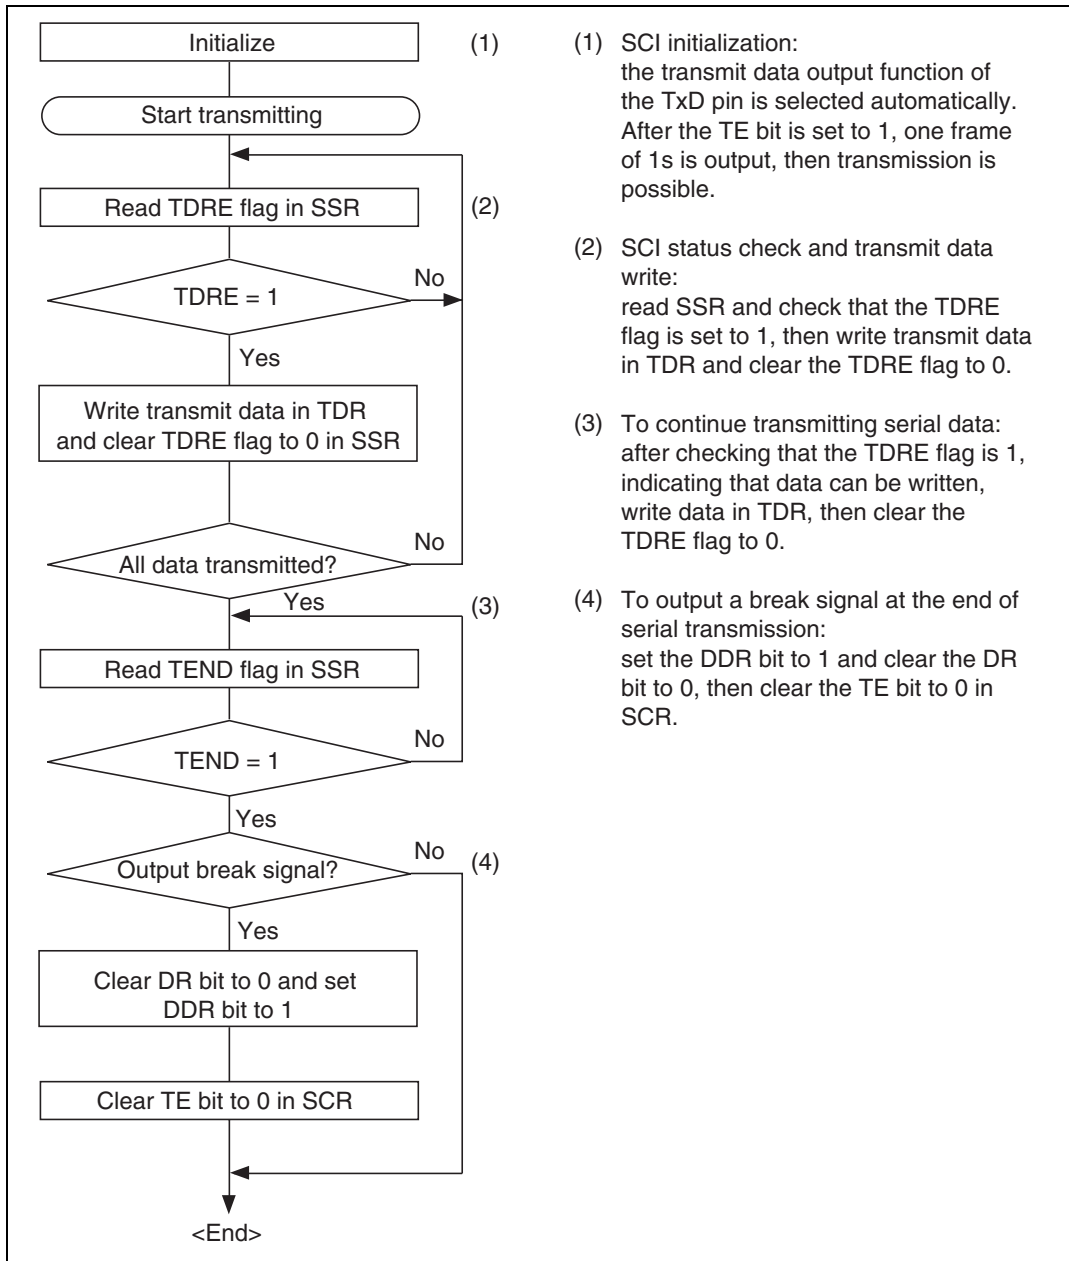 Initialize
(1)
Start transmitting
Read TDRE flag in SSR
(2)
TDRE = 1
No
Yes
Write transmit data in TDR
and clear TDRE flag to 0 in SSR
All data transmitted?
No
Yes
(3)
Read TEND flag in SSR
TEND = 1
No
Yes
Output break signal?
No
(4)
Yes
Clear DR bit to 0 and set
DDR bit to 1
Clear TE bit to 0 in SCR
<End>
(1) SCI initialization:
the transmit data output function of
the TxD pin is selected automatically.
After the TE bit is set to 1, one frame
of 1s is output, then transmission is
possible.
(2) SCI status check and transmit data
write:
read SSR and check that the TDRE
flag is set to 1, then write transmit data
in TDR and clear the TDRE flag to 0.
(3) To continue transmitting serial data:
after checking that the TDRE flag is 1,
indicating that data can be written,
write data in TDR, then clear the
TDRE flag to 0.
(4) To output a break signal at the end of
serial transmission:
set the DDR bit to 1 and clear the DR
bit to 0, then clear the TE bit to 0 in
SCR.